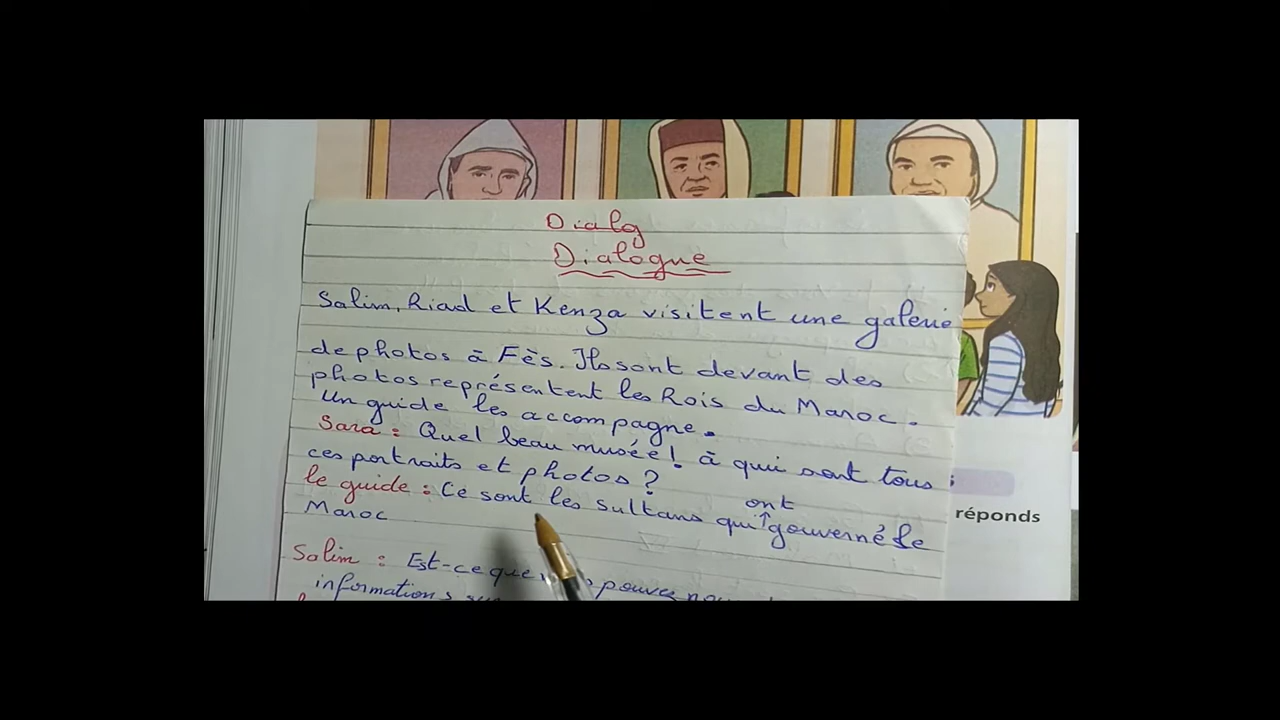 Dialog
Dialogue
Salim, Riad et Kenza visitent une galerie
de photos à Fès. Ils sont devant des
photos représentent les Rois du Maroc.
Un guide les accompagne.
Sara : Quel beau musée! à qui sont tous
ces portraits et photos ?
le guide : Ce sont les sultans qui ont gouverné le
Maroc
réponds
Salim : Est-ce que pouvez
informations